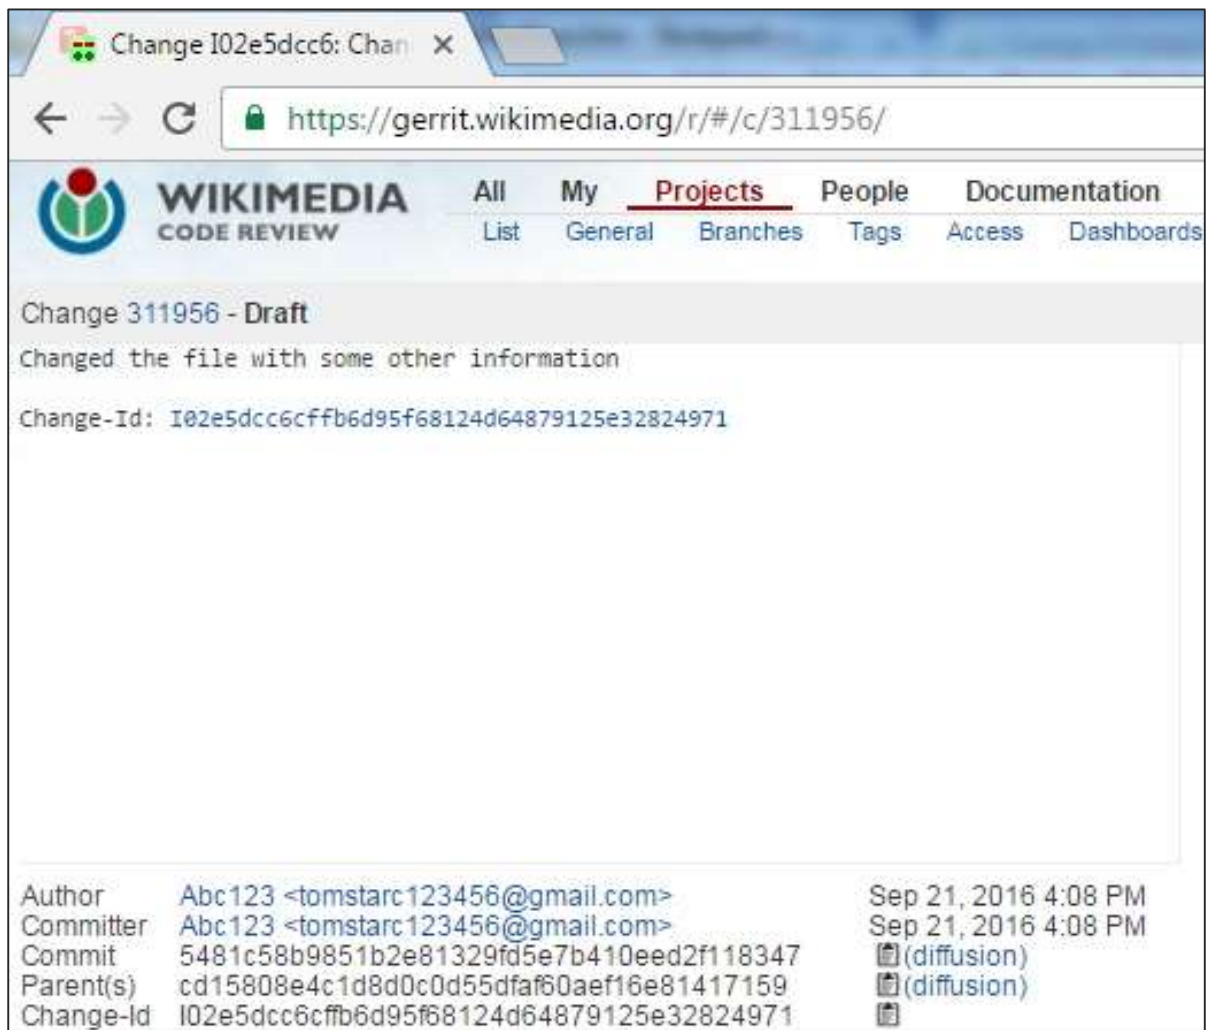 Change I02e5dcc6: Chan
https://gerrit.wikimedia.org/r/#/c/311956/
WIKIMEDIA
CODE REVIEW
All My Projects People Documentation
List General Branches Tags Access Dashboards
Change 311956 - Draft
Changed the file with some other information
Change-Id: I02e5dcc6cffb6d95f68124d64879125e32824971
Author Abc123 <tomstarc123456@gmail.com> Sep 21, 2016 4:08 PM
Committer Abc123 <tomstarc123456@gmail.com> Sep 21, 2016 4:08 PM
Commit 5481c58b9851b2e81329fd5e7b410eed2f118347 (diffusion)
Parent(s) cd15808e4c1d8d0c0d55dfaf60aef16e81417159 (diffusion)
Change-Id I02e5dcc6cffb6d95f68124d64879125e32824971